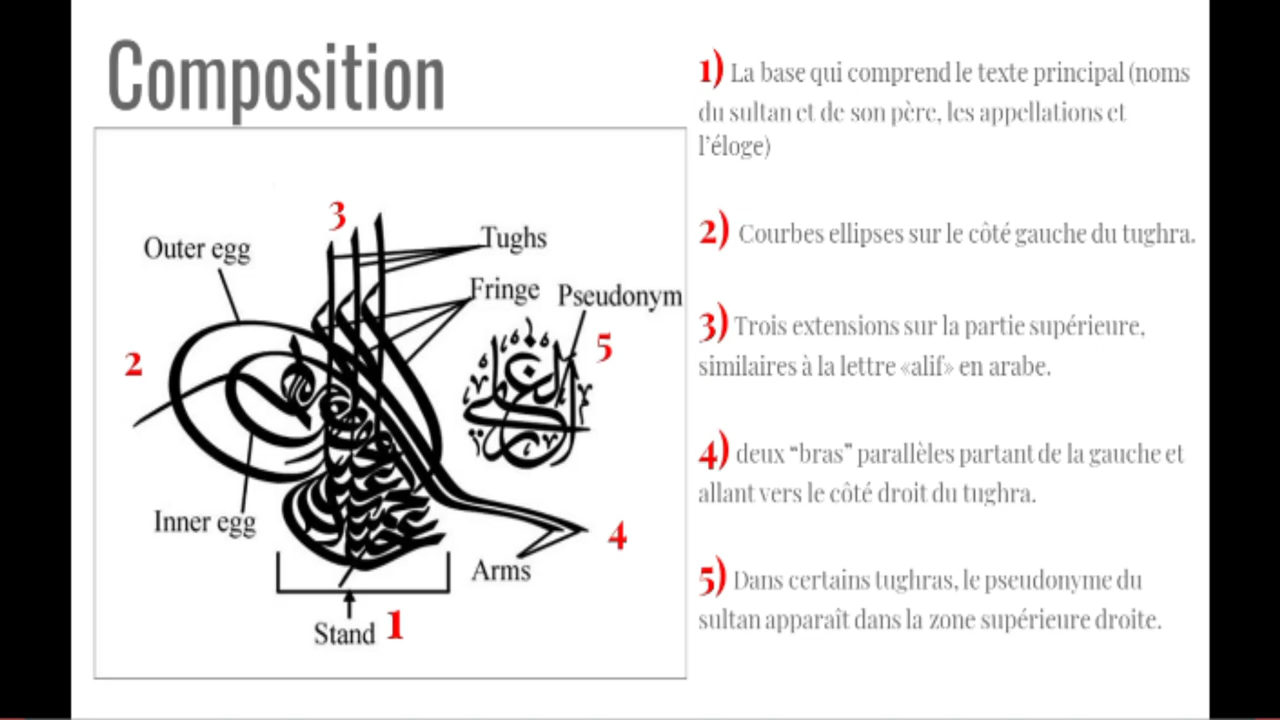 Composition
1) La base qui comprend le texte principal (noms
du sultan et de son père, les appellations et
l'éloge)
2) Courbes ellipses sur le côté gauche du tughra.
3) Trois extensions sur la partie supérieure,
similaires à la lettre «alif» en arabe.
4) deux “bras” parallèles partant de la gauche et
allant vers le côté droit du tughra.
5) Dans certains tughras, le pseudonyme du
sultan apparaît dans la zone supérieure droite.
3
Tughs
Outer egg
Fringe
Pseudonym
5
2
Inner egg
4
Arms
Stand 1